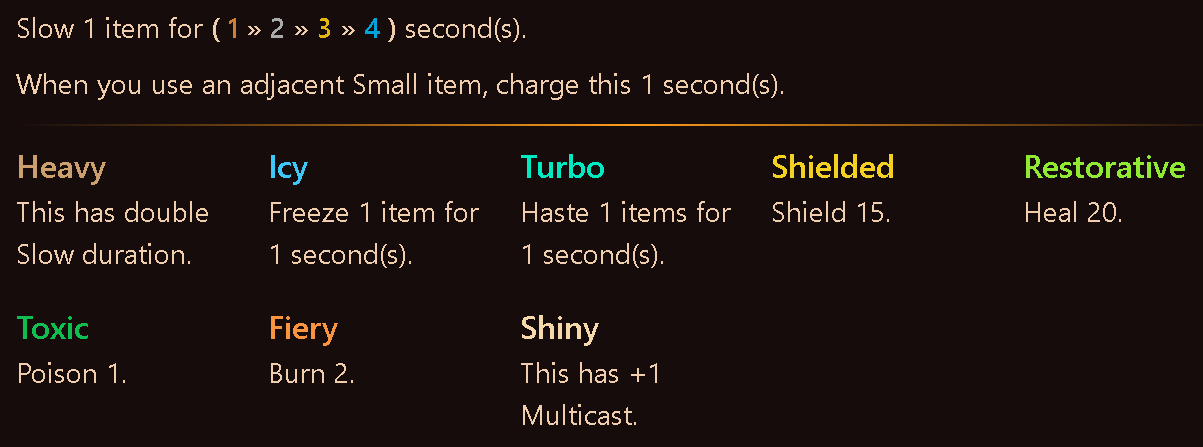 Slow 1 item for ( 1 » 2 » 3 » 4 ) second(s).
When you use an adjacent Small item, charge this 1 second(s).
Heavy
This has double
Slow duration.
Icy
Freeze 1 item for
1 second(s).
Turbo
Haste 1 items for
1 second(s).
Shielded
Shield 15.
Restorative
Heal 20.
Toxic
Poison 1.
Fiery
Burn 2.
Shiny
This has +1
Multicast.